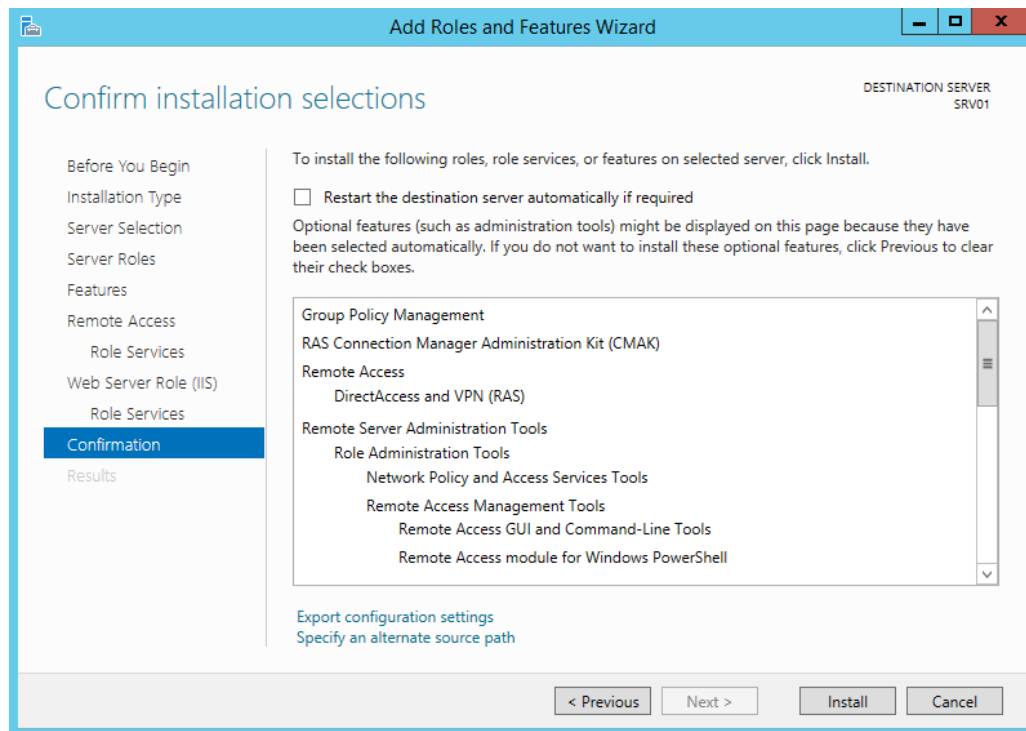 Add Roles and Features Wizard
Confirm installation selections
DESTINATION SERVER
SRV01
Before You Begin
Installation Type
Server Selection
Server Roles
Features
Remote Access
Role Services
Web Server Role (IIS)
Role Services
Confirmation
Results
To install the following roles, role services, or features on selected server, click Install.
Restart the destination server automatically if required
Optional features (such as administration tools) might be displayed on this page because they have
been selected automatically. If you do not want to install these optional features, click Previous to clear
their check boxes.
Group Policy Management
RAS Connection Manager Administration Kit (CMAK)
Remote Access
DirectAccess and VPN (RAS)
Remote Server Administration Tools
Role Administration Tools
Network Policy and Access Services Tools
Remote Access Management Tools
Remote Access GUI and Command-Line Tools
Remote Access module for Windows PowerShell
Export configuration settings
Specify an alternate source path
< Previous
Next >
Install
Cancel